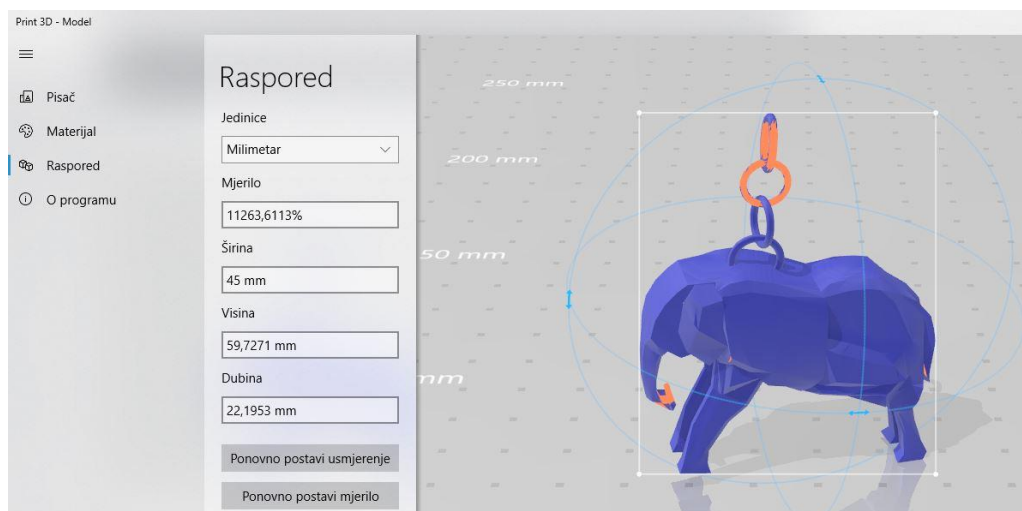 Print 3D - Model
Pisač
Materijal
Raspored
O programu
Raspored
Jedinice
Milimetar
Mjerilo
11263,6113%
Širina
45 mm
Visina
59,7271 mm
Dubina
22,1953 mm
Ponovno postavi usmjerenje
Ponovno postavi mjerilo
250 mm
200 mm
50 mm
mm